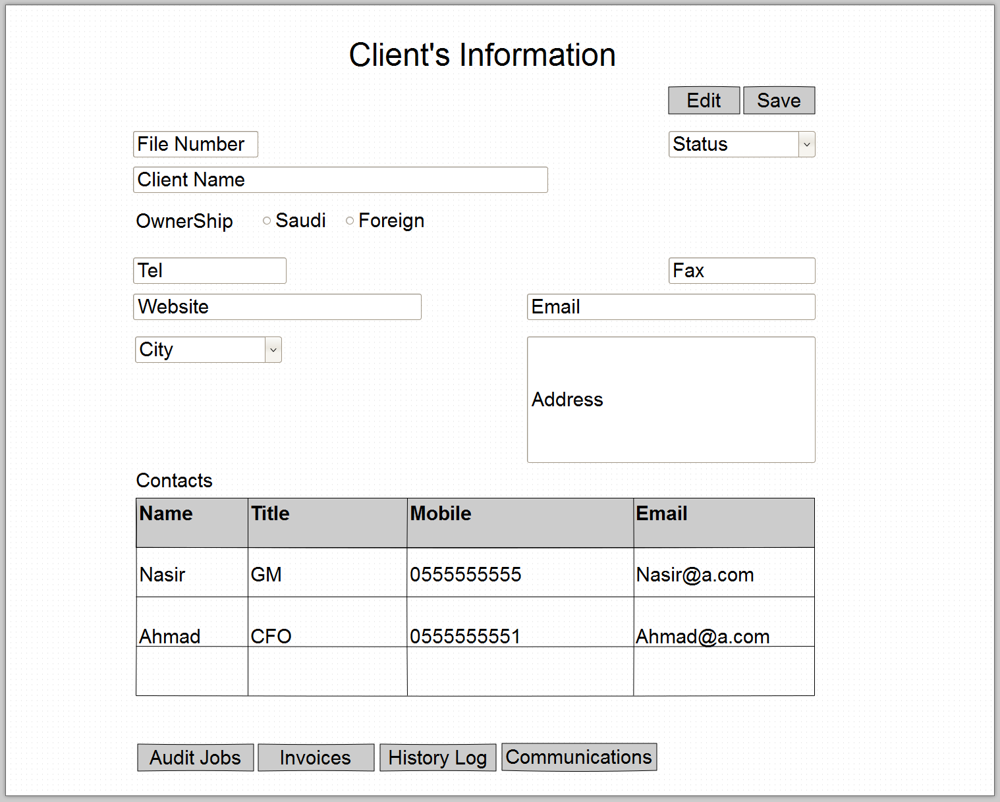 Client's Information
Edit Save
File Number Status
Client Name
OwnerShip Saudi Foreign
Tel Fax
Website Email
City
Address
Contacts
Name Title Mobile Email
Nasir GM 0555555555 Nasir@a.com
Ahmad CFO 0555555551 Ahmad@a.com
Audit Jobs Invoices History Log Communications